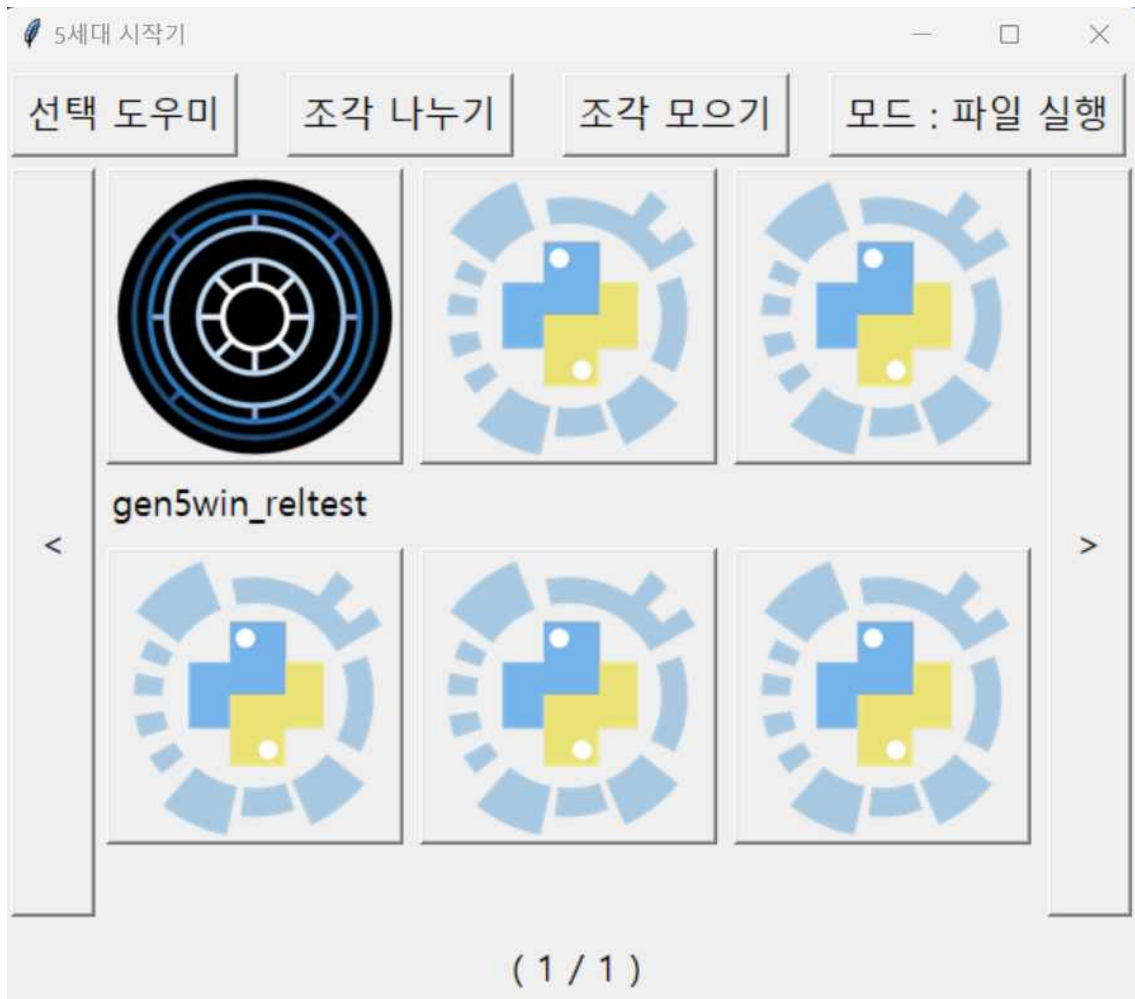 5세대 시작기
선택 도우미 조각 나누기 조각 모으기 모드 : 파일 실행
gen5win_reltest
< >
( 1 / 1 )